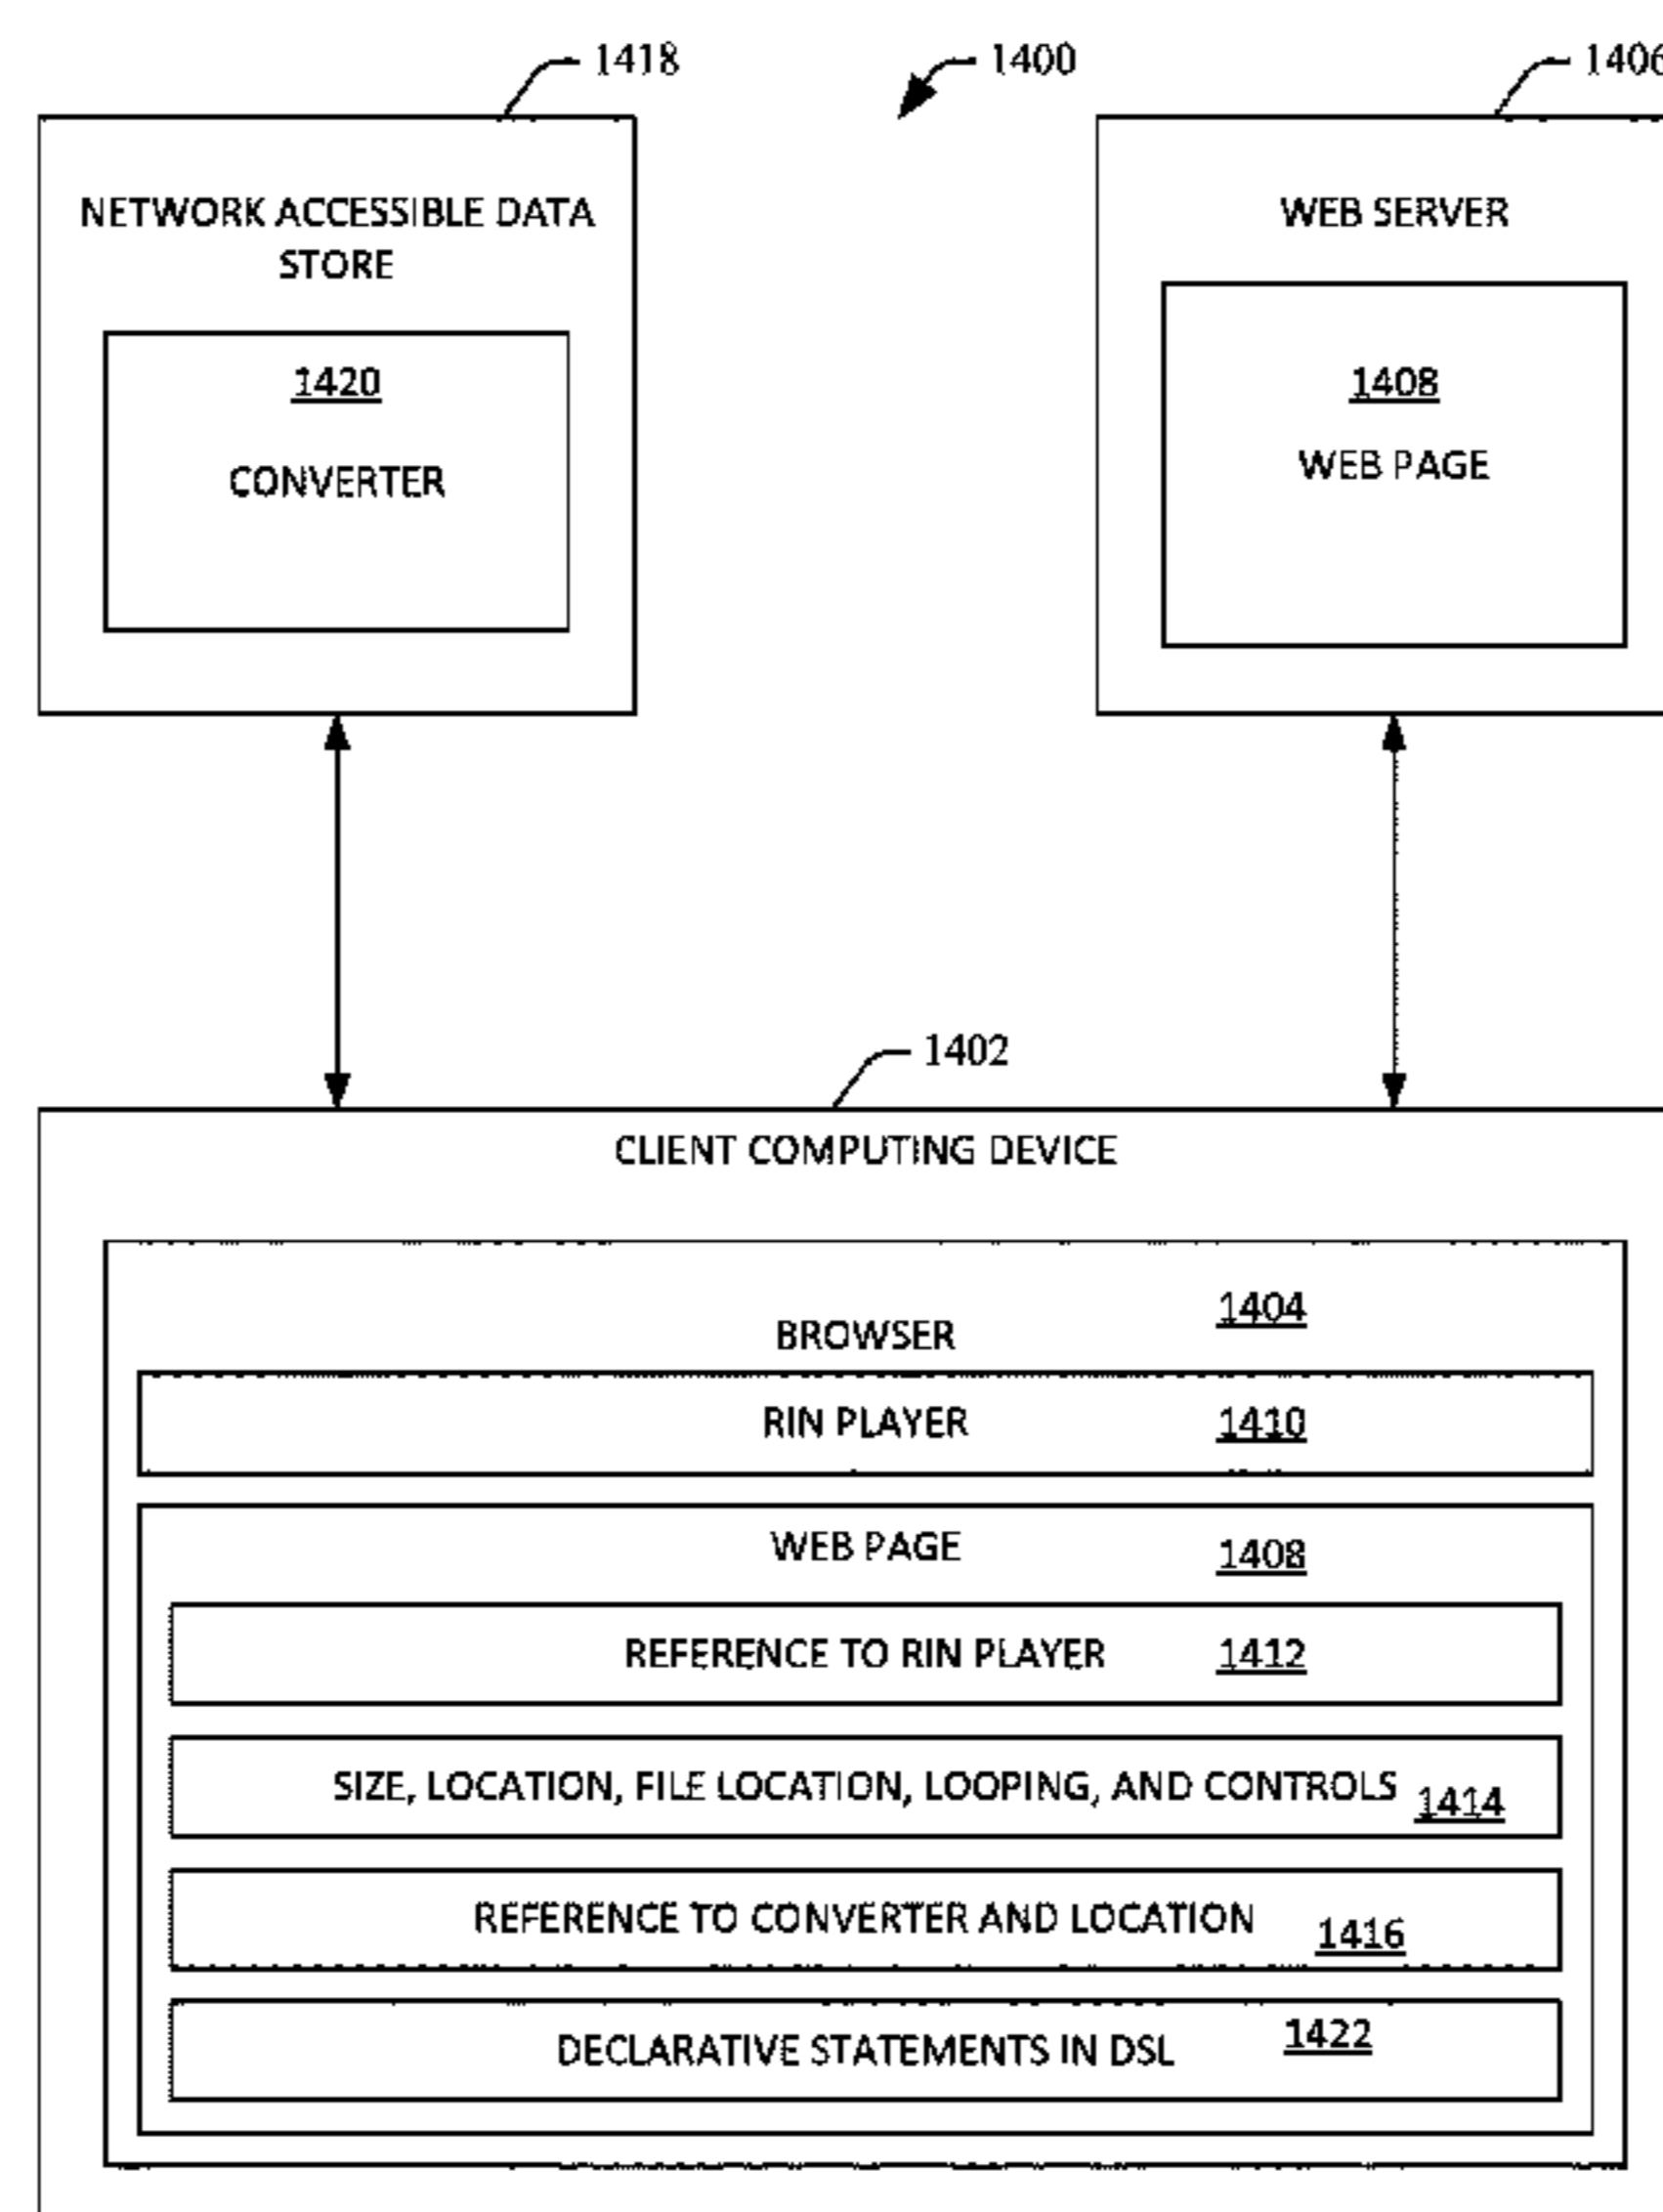 1418
1400
1406
NETWORK ACCESSIBLE DATA
STORE
1420
CONVERTER
WEB SERVER
1408
WEB PAGE
1402
CLIENT COMPUTING DEVICE
BROWSER 1404
RIN PLAYER 1410
WEB PAGE 1408
REFERENCE TO RIN PLAYER 1412
SIZE, LOCATION, FILE LOCATION, LOOPING, AND CONTROLS 1414
REFERENCE TO CONVERTER AND LOCATION 1416
DECLARATIVE STATEMENTS IN DSL 1422